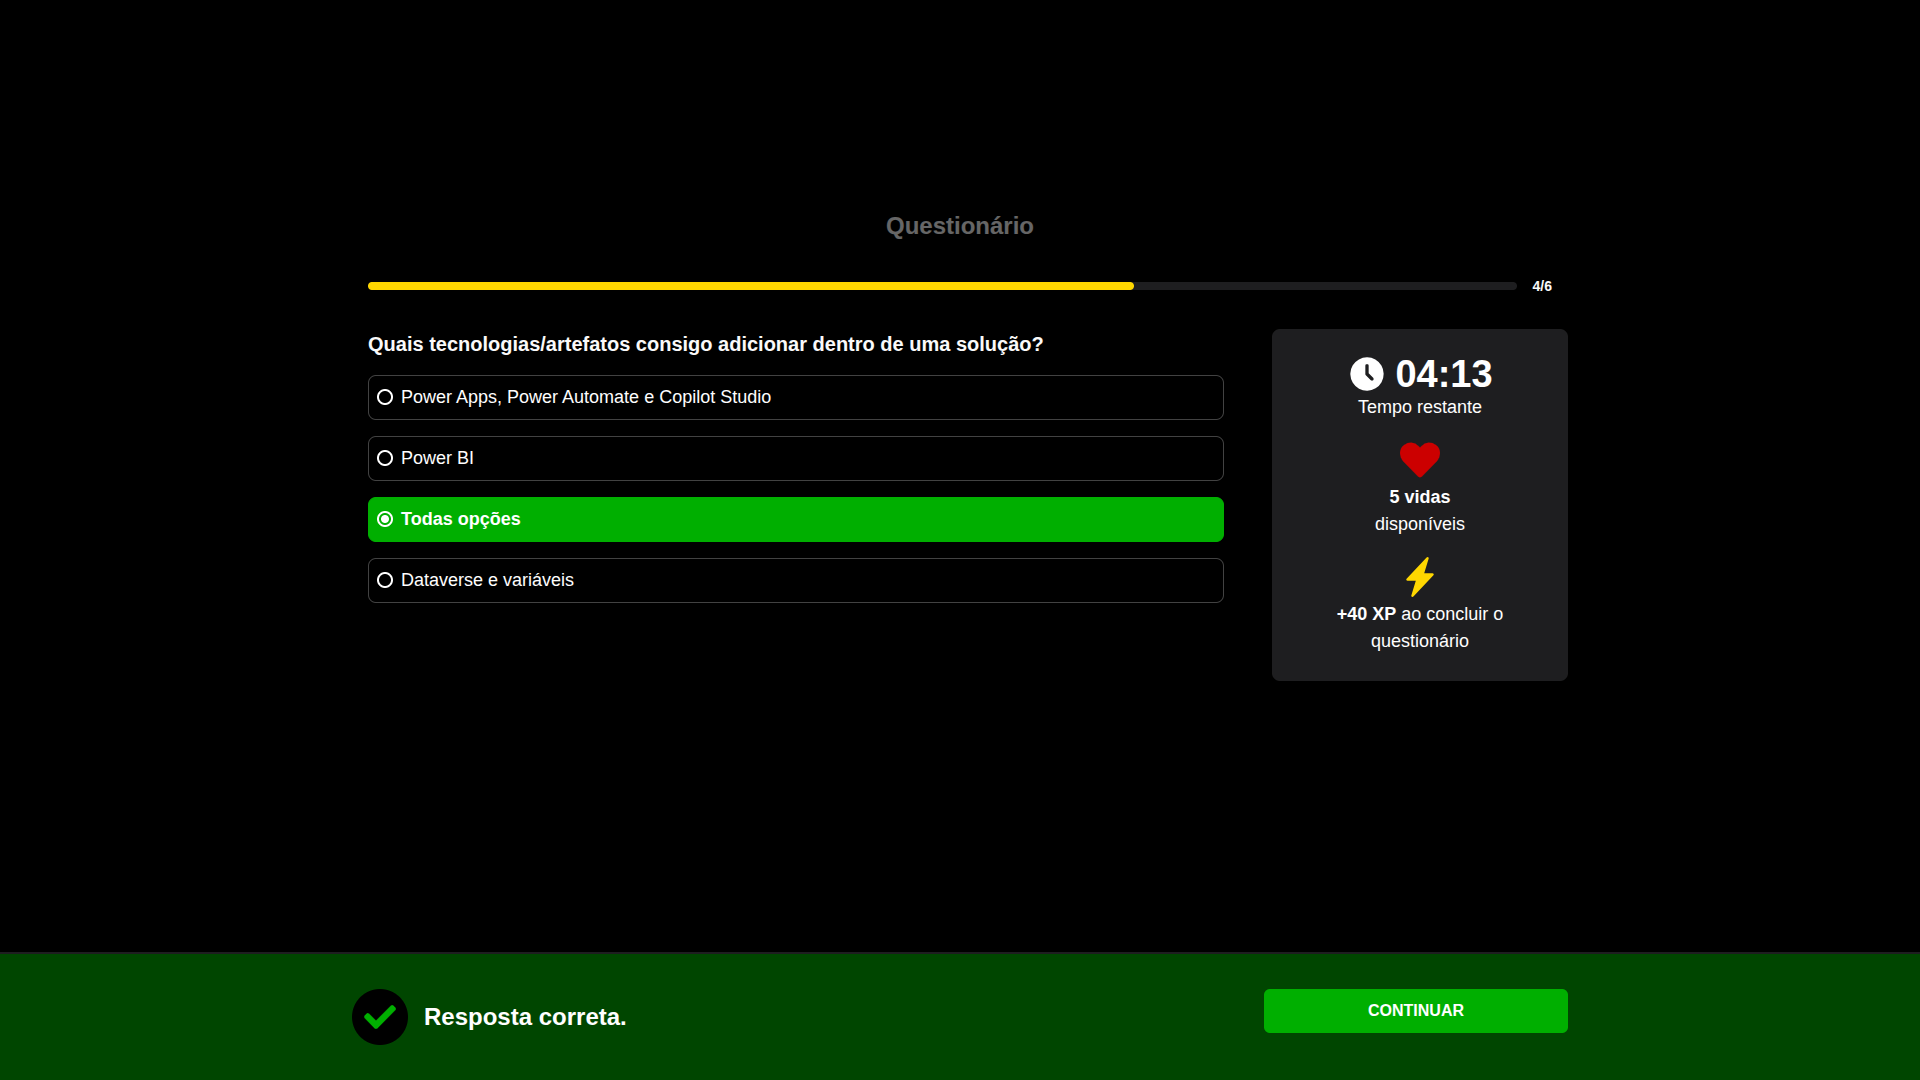 Questionário
4/6
Quais tecnologias/artefatos consigo adicionar dentro de uma solução?
Power Apps, Power Automate e Copilot Studio
Power BI
Todas opções
Dataverse e variáveis
04:13
Tempo restante
5 vidas
disponíveis
+40 XP ao concluir o
questionário
Resposta correta.
CONTINUAR